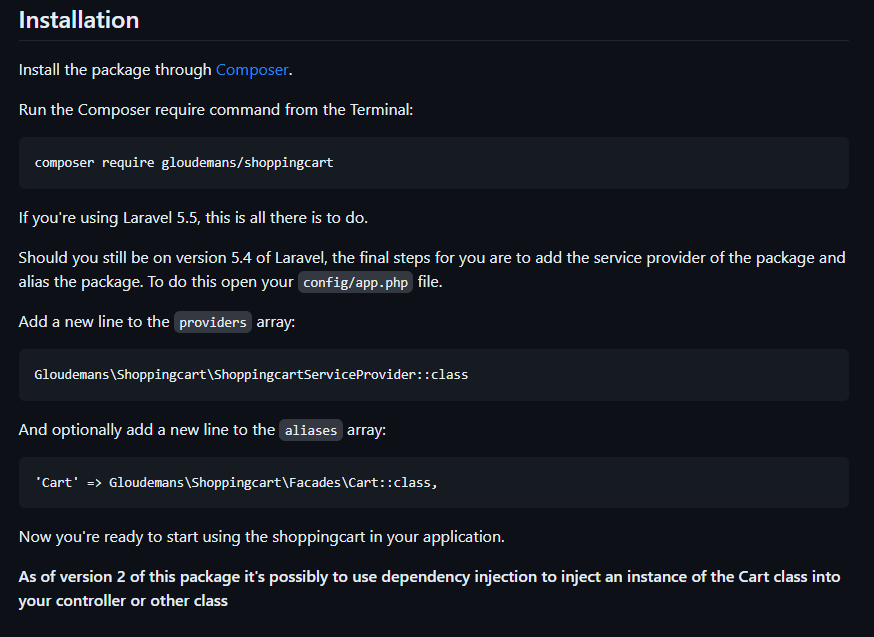 Installation
Install the package through Composer.
Run the Composer require command from the Terminal:
composer require gloudemans/shoppingcart
If you're using Laravel 5.5, this is all there is to do.
Should you still be on version 5.4 of Laravel, the final steps for you are to add the service provider of the package and
alias the package. To do this open your config/app.php file.
Add a new line to the providers array:
Gloudemans\Shoppingcart\ShoppingcartServiceProvider::class
And optionally add a new line to the aliases array:
'Cart' => Gloudemans\Shoppingcart\Facades\Cart::class,
Now you're ready to start using the shoppingcart in your application.
As of version 2 of this package it's possibly to use dependency injection to inject an instance of the Cart class into
your controller or other class